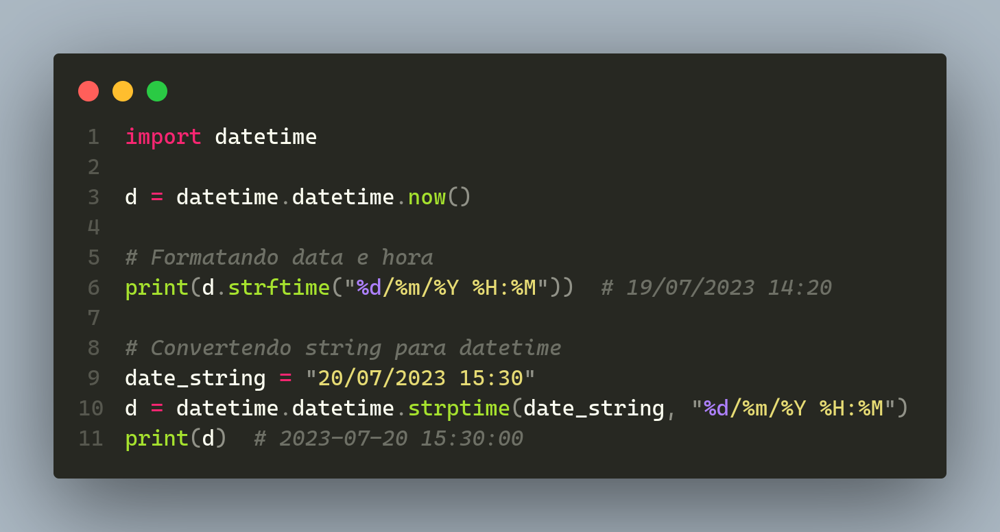 1 import datetime
2
3 d = datetime.datetime.now()
4
5 # Formatando data e hora
6 print(d.strftime("%d/%m/%Y %H:%M"))  # 19/07/2023 14:20
7
8 # Convertendo string para datetime
9 date_string = "20/07/2023 15:30"
10 d = datetime.datetime.strptime(date_string, "%d/%m/%Y %H:%M")
11 print(d)  # 2023-07-20 15:30:00